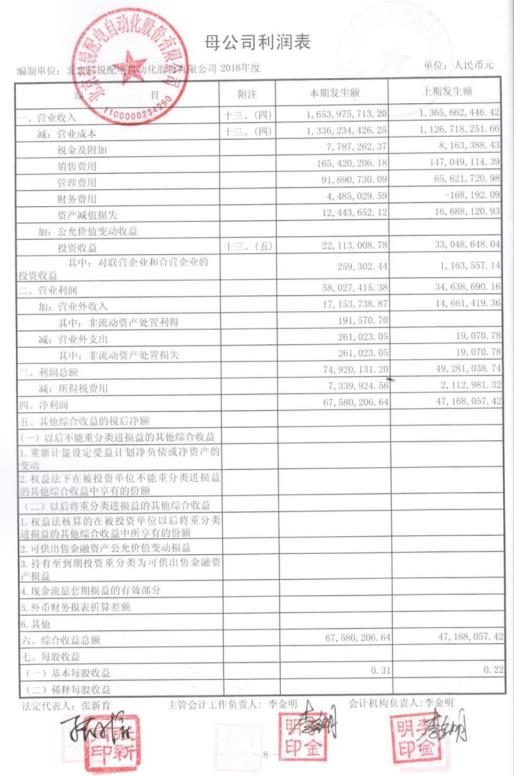 母公司利润表
编制单位：北京科锐配电自动化股份有限公司 2016年度 单位：人民币元
项 目 附注 本期发生额 上期发生额
一、营业收入 十三、(四) 1,653,975,713.20 1,365,662,446.42
减：营业成本 十三、(四) 1,336,234,426.25 1,126,718,251.66
税金及附加 7,787,262.37 8,163,388.43
销售费用 165,420,206.18 147,049,114.39
管理费用 91,690,730.09 65,621,720.98
财务费用 4,485,029.59 -168,192.09
资产减值损失 12,443,652.12 16,688,120.93
加：公允价值变动收益
投资收益 十三、(五) 22,113,008.78 33,048,648.04
其中：对联营企业和合营企业的
投资收益 259,302.44 1,163,557.14
二、营业利润 58,027,415.38 34,638,690.16
加：营业外收入 17,153,738.87 14,661,419.36
其中：非流动资产处置利得 191,570.70
减：营业外支出 261,023.05 19,070.78
其中：非流动资产处置损失 261,023.05 19,070.78
三、利润总额 74,920,131.20 49,281,038.74
减：所得税费用 7,339,924.56 2,112,981.32
四、净利润 67,580,206.64 47,168,057.42
五、其他综合收益的税后净额
(一)以后不能重分类进损益的其他综合收益
1.重新计量设定受益计划净负债或净资产的
变动
2.权益法下在被投资单位不能重分类进损益
的其他综合收益中享有的份额
(二)以后将重分类进损益的其他综合收益
1.权益法核算的在被投资单位以后将重分类
进损益的其他综合收益中所享有的份额
2.可供出售金融资产公允价值变动损益
3.持有至到期投资重分类为可供出售金融资
产损益
4.现金流量套期损益的有效部分
5.外币财务报表折算差额
6.其他
六、综合收益总额 67,580,206.64 47,168,057.42
七、每股收益
(一)基本每股收益 0.31 0.22
(二)稀释每股收益
法定代表人：张新育 主管会计工作负责人：李金明 会计机构负责人：李金明
- 8 -